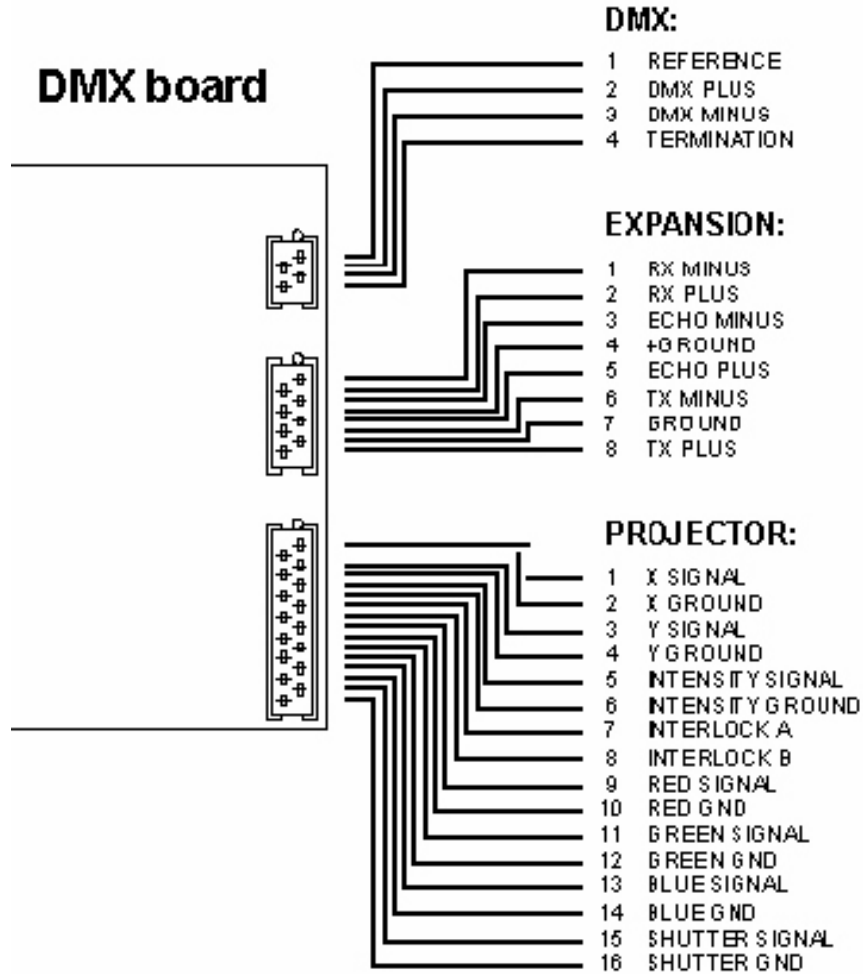 DMX board
DMX:
1 REFERENCE
2 DMX PLUS
3 DMX MINUS
4 TERMINATION
EXPANSION:
1 RX MINUS
2 RX PLUS
3 ECHO MINUS
4 +GROUND
5 ECHO PLUS
6 TX MINUS
7 GROUND
8 TX PLUS
PROJECTOR:
1 X SIGNAL
2 X GROUND
3 Y SIGNAL
4 Y GROUND
5 INTENSITY SIGNAL
6 INTENSITY GROUND
7 INTERLOCK A
8 INTERLOCK B
9 RED SIGNAL
10 RED GND
11 GREEN SIGNAL
12 GREEN GND
13 BLUE SIGNAL
14 BLUE GND
15 SHUTTER SIGNAL
16 SHUTTER GND